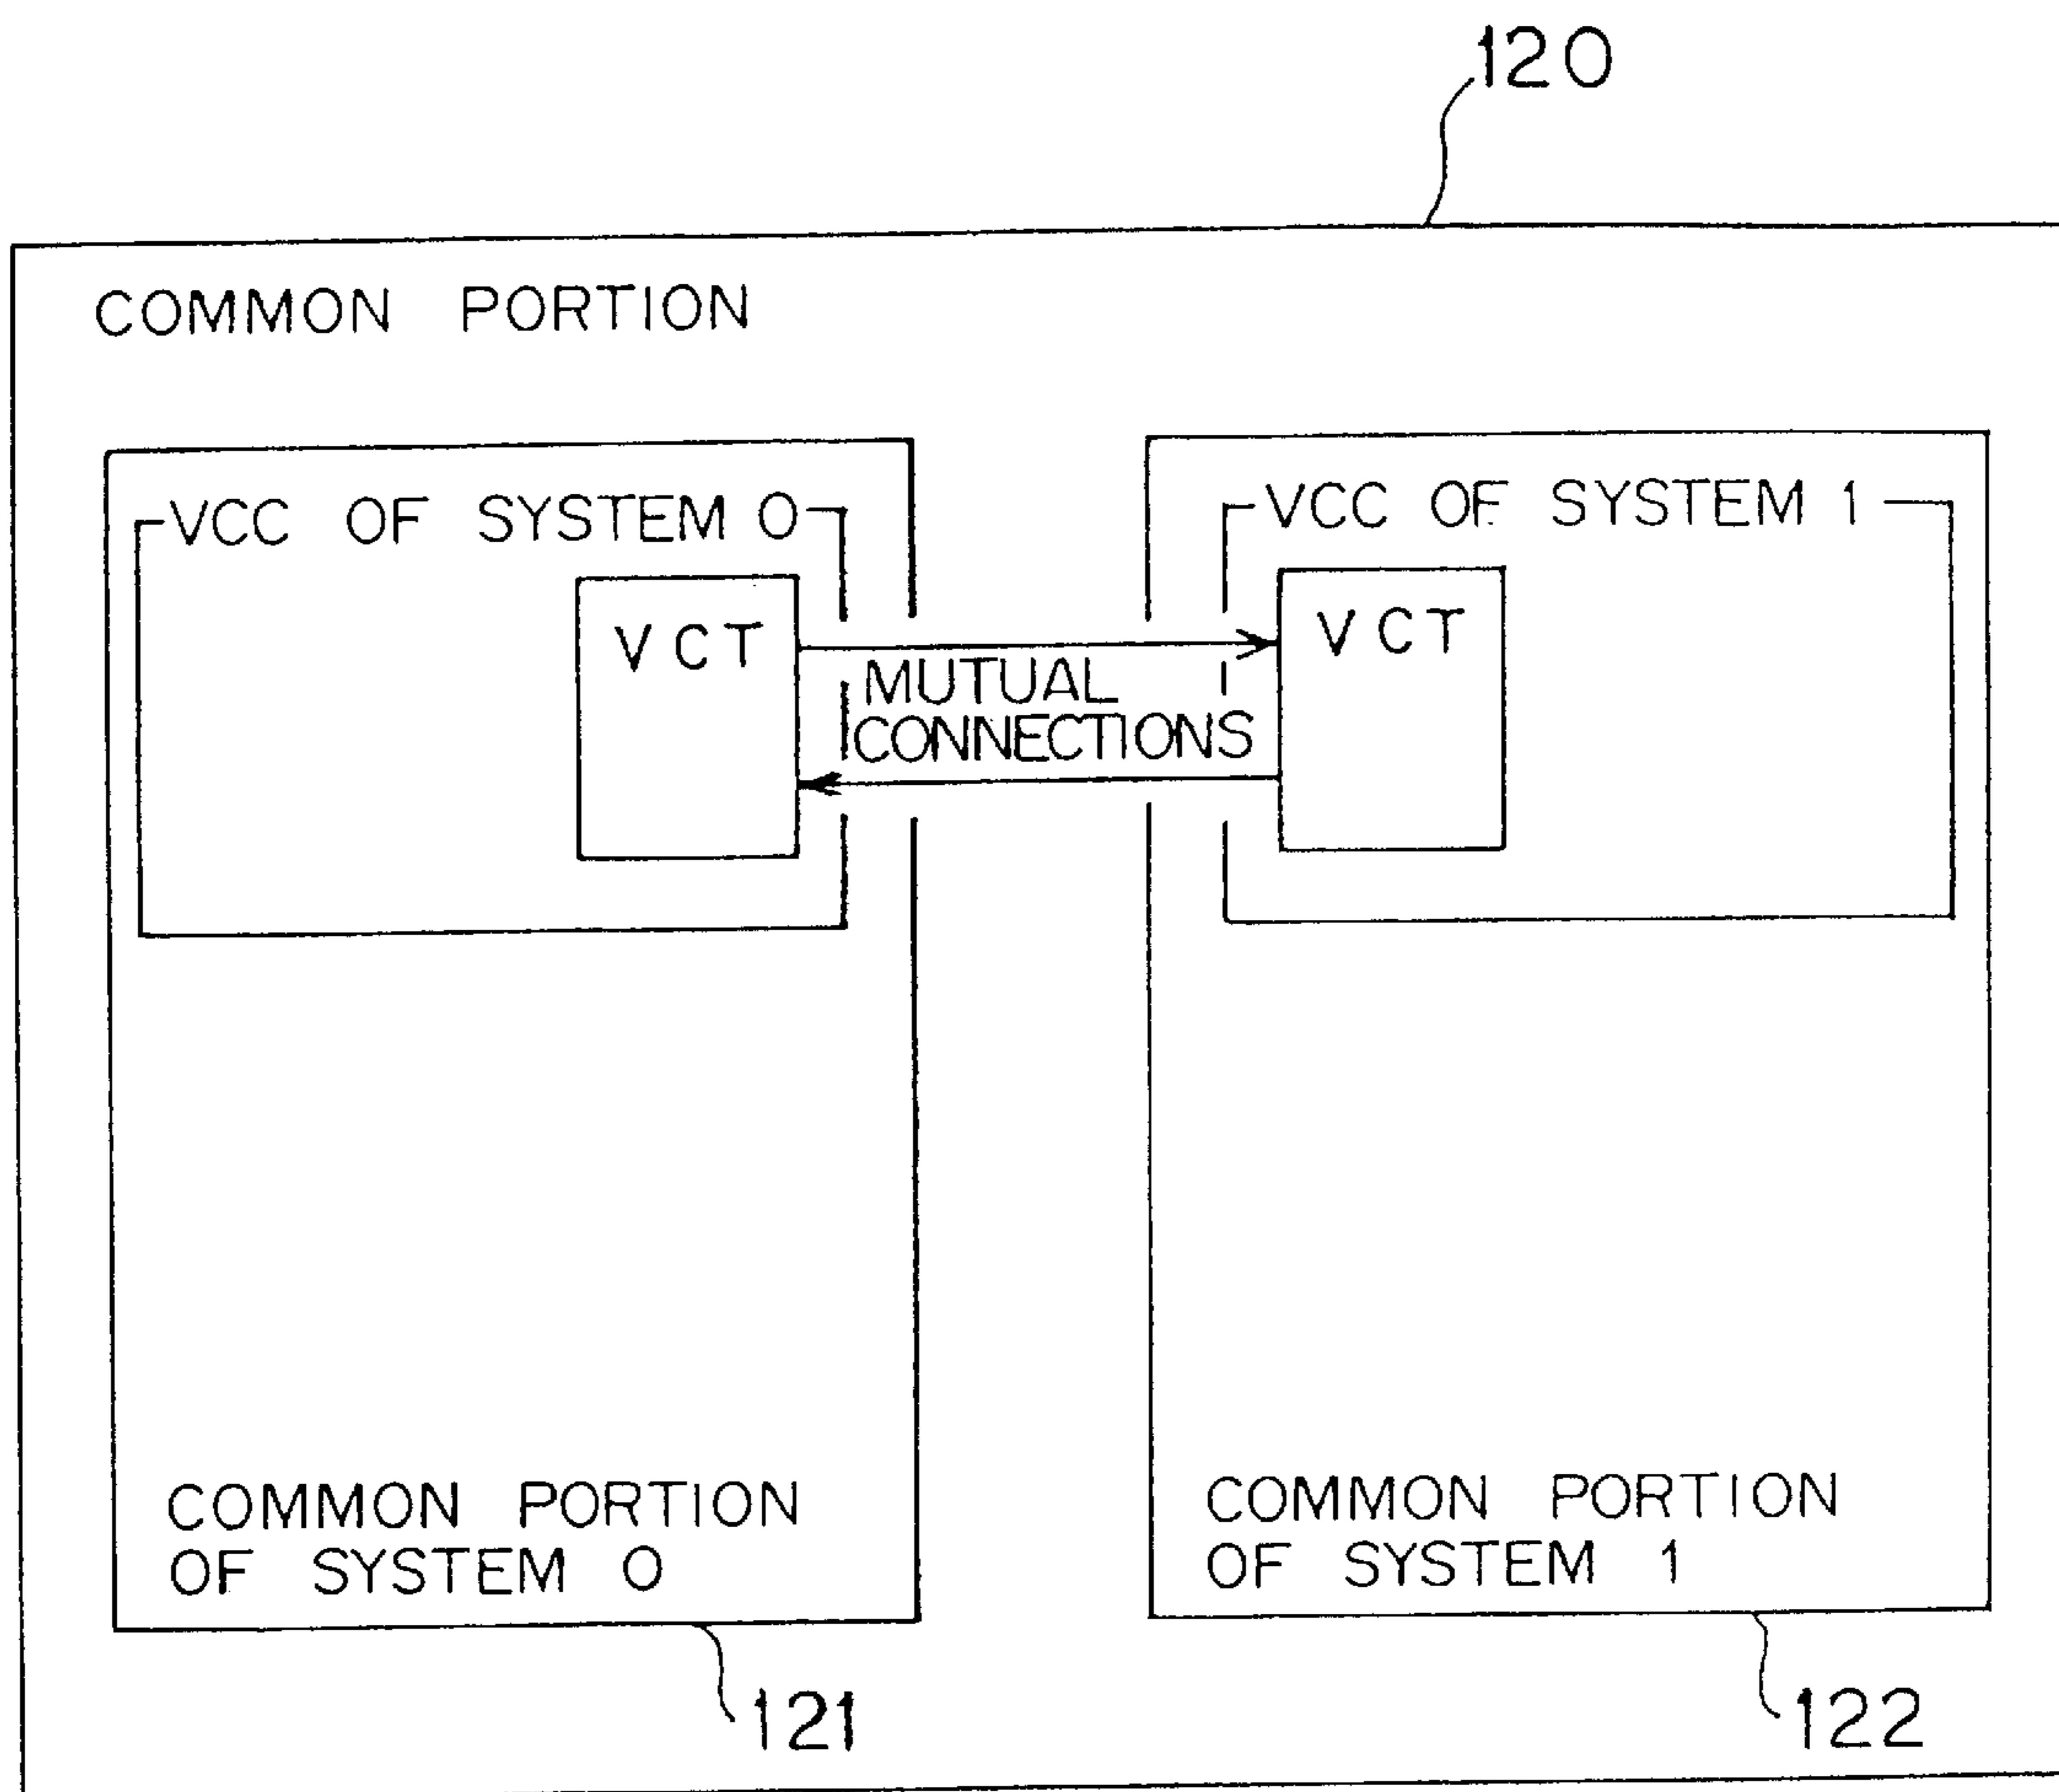 120
COMMON PORTION
VCC OF SYSTEM 0
VCC OF SYSTEM 1
VCT
VCT
MUTUAL
CONNECTIONS
COMMON PORTION
OF SYSTEM 0
COMMON PORTION
OF SYSTEM 1
121
122